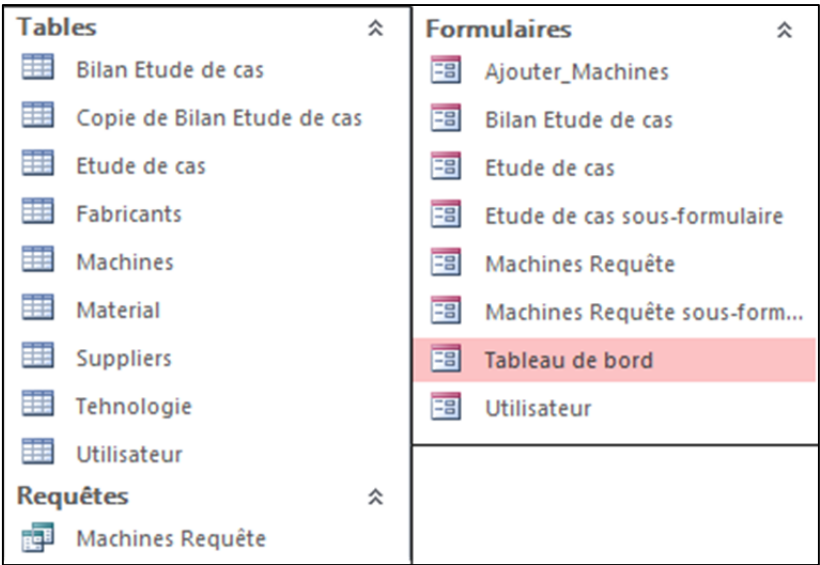 Tables
Bilan Etude de cas
Copie de Bilan Etude de cas
Etude de cas
Fabricants
Machines
Material
Suppliers
Tehnologie
Utilisateur
Requêtes
Machines Requête
Formulaires
Ajouter_Machines
Bilan Etude de cas
Etude de cas
Etude de cas sous-formulaire
Machines Requête
Machines Requête sous-form...
Tableau de bord
Utilisateur